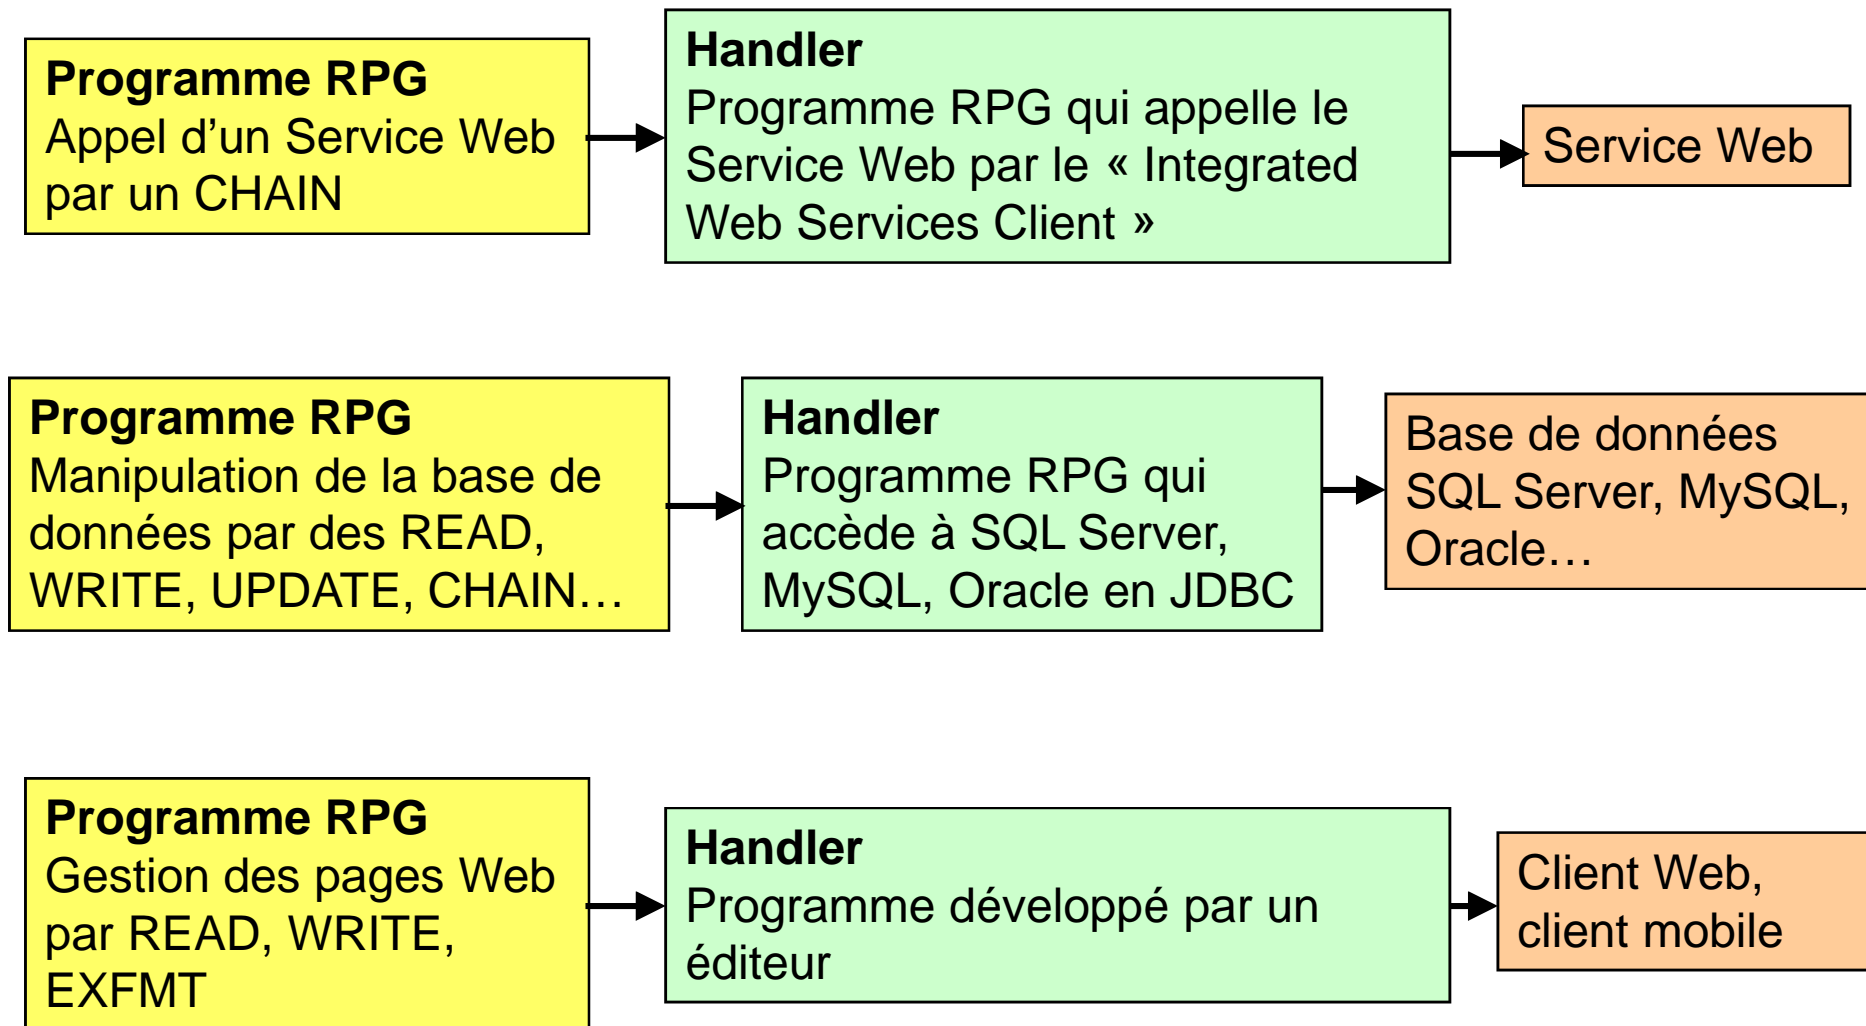 Programme RPG
Appel d’un Service Web
par un CHAIN
Handler
Programme RPG qui appelle le
Service Web par le « Integrated
Web Services Client »
Service Web
Programme RPG
Manipulation de la base de
données par des READ,
WRITE, UPDATE, CHAIN…
Handler
Programme RPG qui
accède à SQL Server,
MySQL, Oracle en JDBC
Base de données
SQL Server, MySQL,
Oracle…
Programme RPG
Gestion des pages Web
par READ, WRITE,
EXFMT
Handler
Programme développé par un
éditeur
Client Web,
client mobile